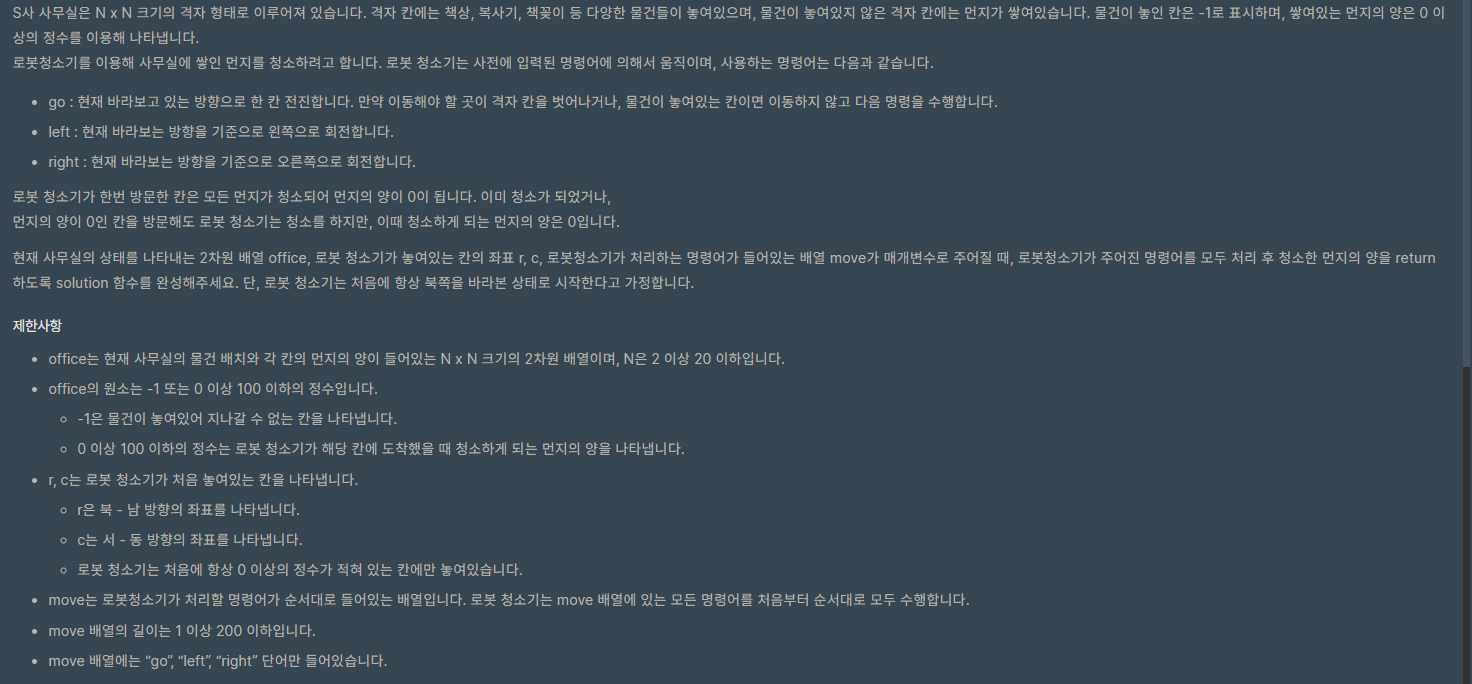 S사 사무실은 N x N 크기의 격자 형태로 이루어져 있습니다. 격자 칸에는 책상, 복사기, 책꽂이 등 다양한 물건들이 놓여있으며, 물건이 놓여있지 않은 격자 칸에는 먼지가 쌓여있습니다. 물건이 놓인 칸은 -1로 표시하며, 쌓여있는 먼지의 양은 0 이
상의 정수를 이용해 나타냅니다.
로봇청소기를 이용해 사무실에 쌓인 먼지를 청소하려고 합니다. 로봇 청소기는 사전에 입력된 명령어에 의해서 움직이며, 사용하는 명령어는 다음과 같습니다.
• go : 현재 바라보고 있는 방향으로 한 칸 전진합니다. 만약 이동해야 할 곳이 격자 칸을 벗어나거나, 물건이 놓여있는 칸이면 이동하지 않고 다음 명령을 수행합니다.
• left : 현재 바라보는 방향을 기준으로 왼쪽으로 회전합니다.
• right : 현재 바라보는 방향을 기준으로 오른쪽으로 회전합니다.
로봇 청소기가 한번 방문한 칸은 모든 먼지가 청소되어 먼지의 양이 0이 됩니다. 이미 청소가 되었거나,
먼지의 양이 0인 칸을 방문해도 로봇 청소기는 청소를 하지만, 이때 청소하게 되는 먼지의 양은 0입니다.
현재 사무실의 상태를 나타내는 2차원 배열 office, 로봇 청소기가 놓여있는 칸의 좌표 r, c, 로봇청소기가 처리하는 명령어가 들어있는 배열 move가 매개변수로 주어질 때, 로봇청소기가 주어진 명령어를 모두 처리 후 청소한 먼지의 양을 return
하도록 solution 함수를 완성해주세요. 단, 로봇 청소기는 처음에 항상 북쪽을 바라본 상태로 시작한다고 가정합니다.
제한사항
• office는 현재 사무실의 물건 배치와 각 칸의 먼지의 양이 들어있는 N x N 크기의 2차원 배열이며, N은 2 이상 20 이하입니다.
• office의 원소는 -1 또는 0 이상 100 이하의 정수입니다.
◦ -1은 물건이 놓여있어 지나갈 수 없는 칸을 나타냅니다.
◦ 0 이상 100 이하의 정수는 로봇 청소기가 해당 칸에 도착했을 때 청소하게 되는 먼지의 양을 나타냅니다.
• r, c는 로봇 청소기가 처음 놓여있는 칸을 나타냅니다.
◦ r은 북 - 남 방향의 좌표를 나타냅니다.
◦ c는 서 - 동 방향의 좌표를 나타냅니다.
◦ 로봇 청소기는 처음에 항상 0 이상의 정수가 적혀 있는 칸에만 놓여있습니다.
• move는 로봇청소기가 처리할 명령어가 순서대로 들어있는 배열입니다. 로봇 청소기는 move 배열에 있는 모든 명령어를 처음부터 순서대로 모두 수행합니다.
• move 배열의 길이는 1 이상 200 이하입니다.
• move 배열에는 “go”, “left”, “right” 단어만 들어있습니다.